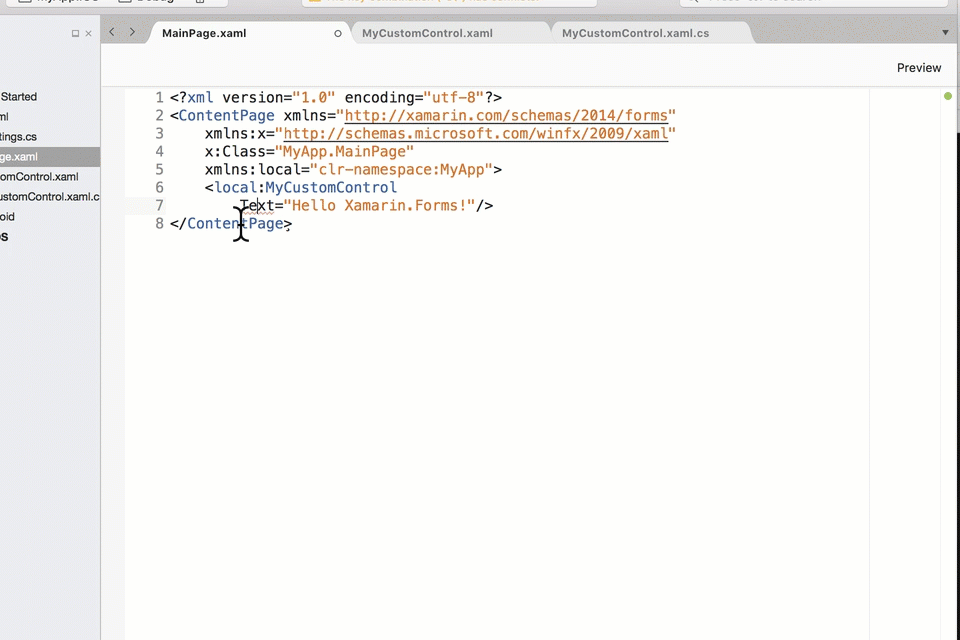 MainPage.xaml
MyCustomControl.xaml
MyCustomControl.xaml.cs
Preview
Started
ml
tings.cs
ge.xaml
omControl.xaml
ustomControl.xaml.c
oid
1 <?xml version="1.0" encoding="utf-8"?>
2 <ContentPage xmlns="http://xamarin.com/schemas/2014/forms"
3 xmlns:x="http://schemas.microsoft.com/winfx/2009/xaml"
4 x:Class="MyApp.MainPage"
5 xmlns:local="clr-namespace:MyApp">
6 <local:MyCustomControl
7 Text="Hello Xamarin.Forms!"/>
8 </ContentPage>